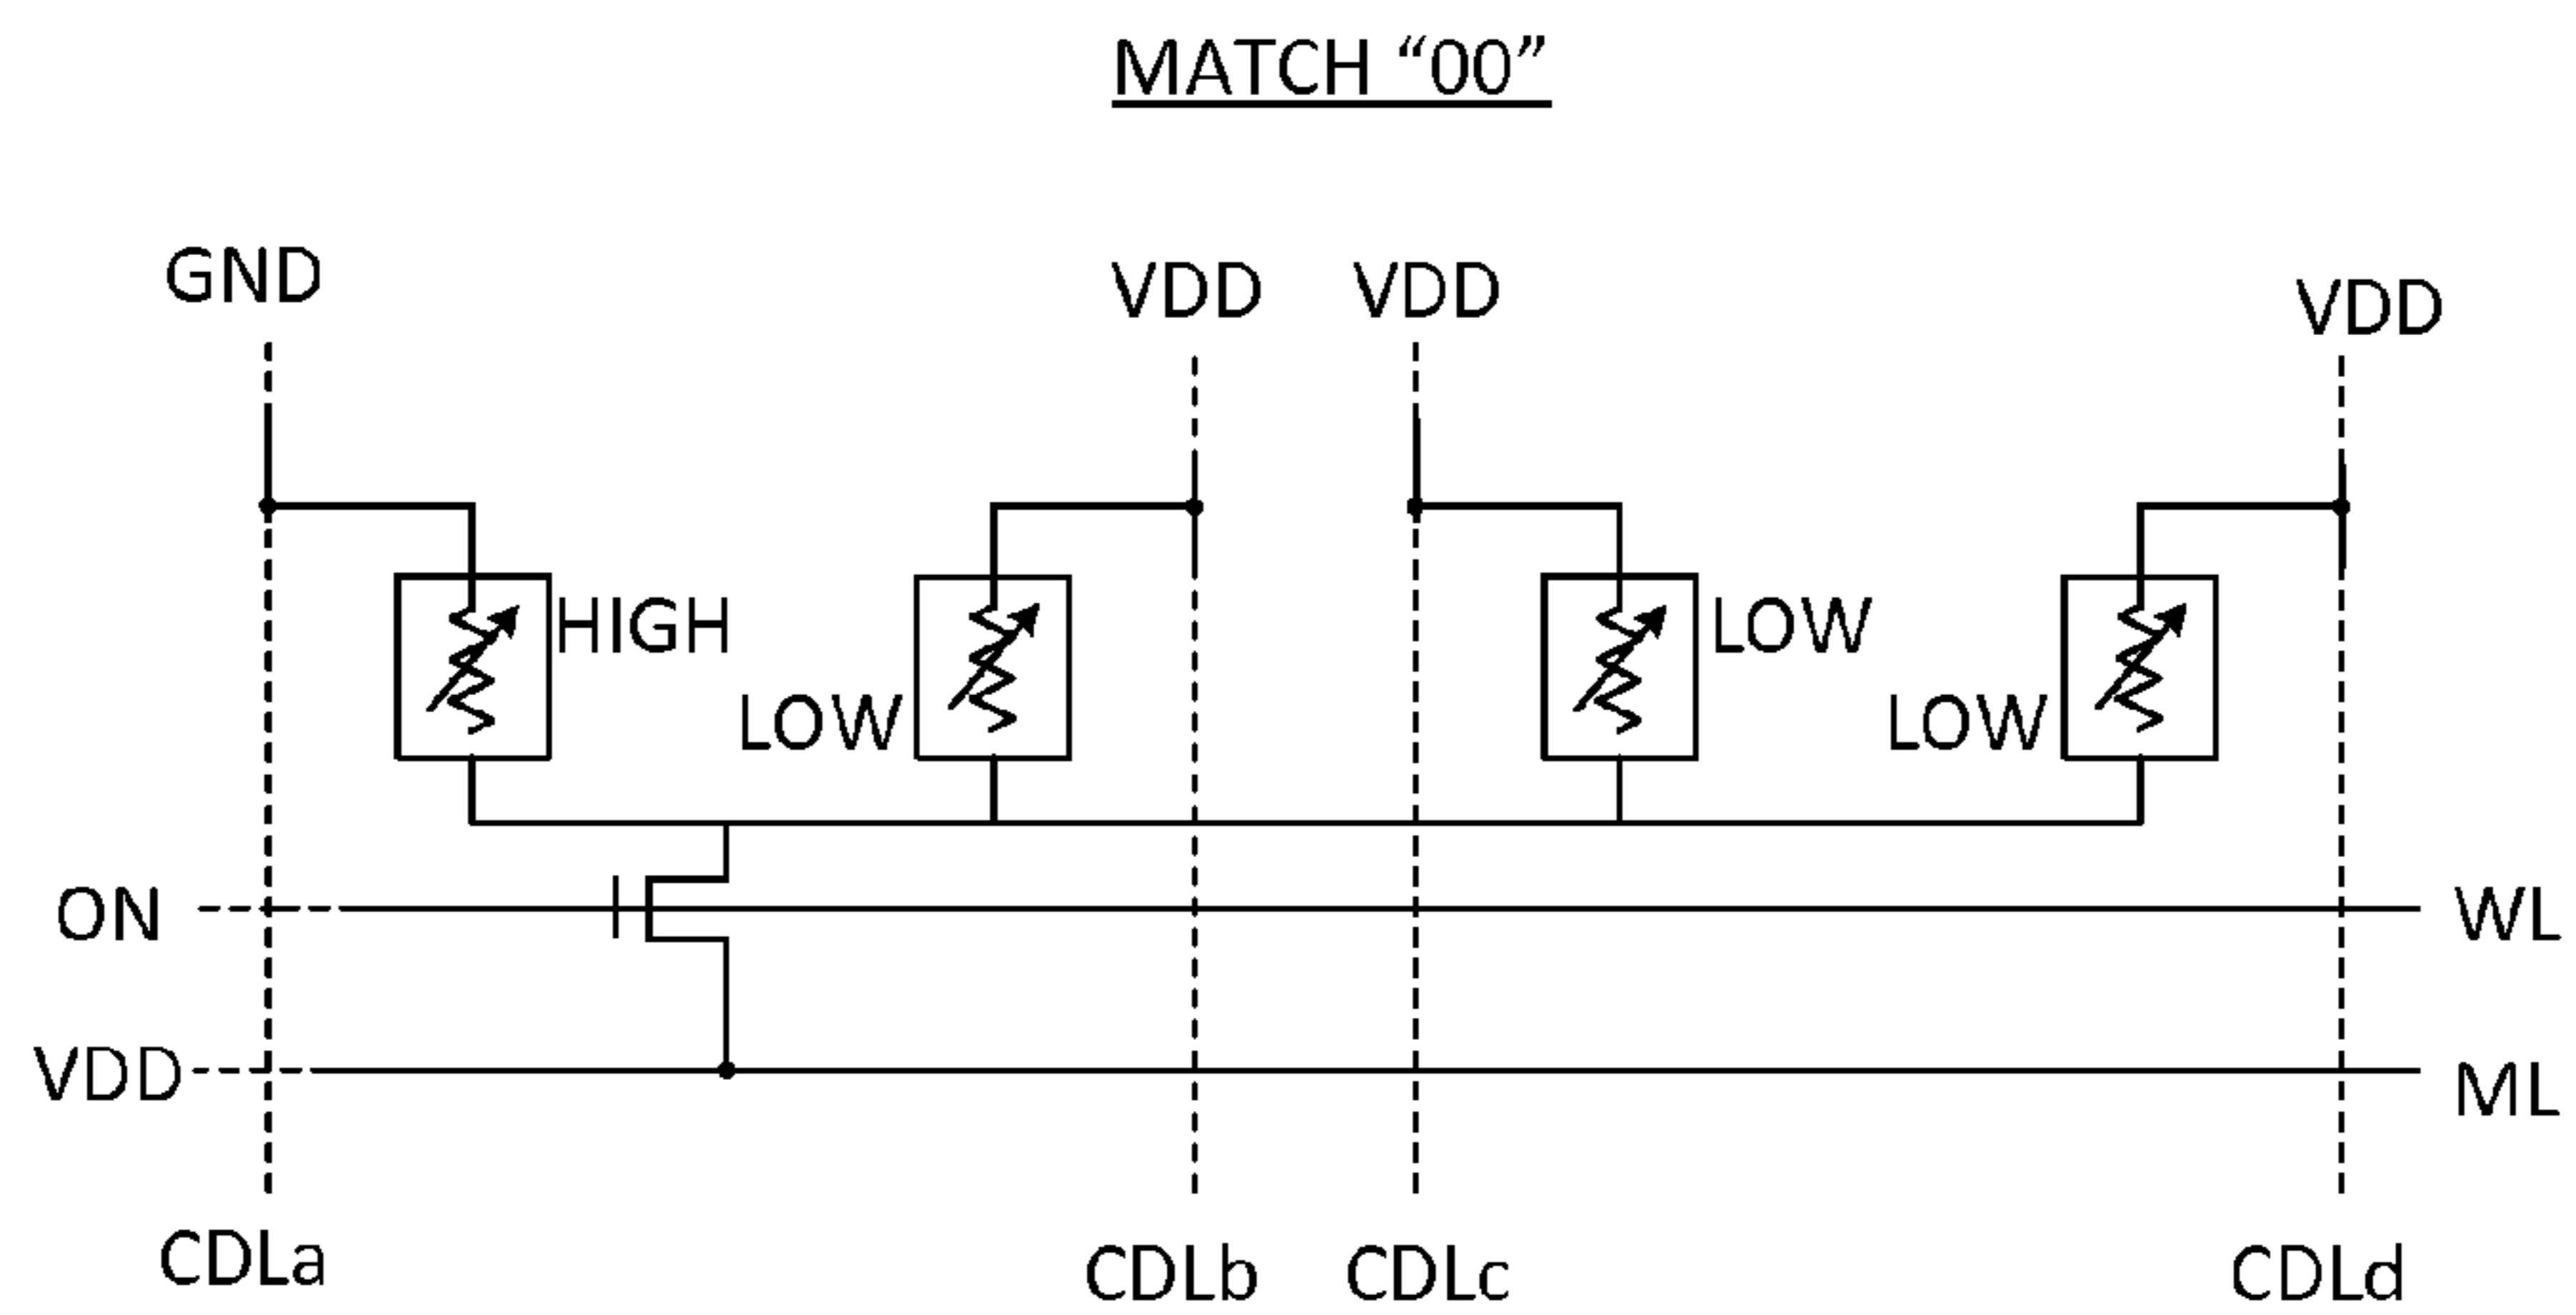 MATCH “00”
GND
VDD
VDD
VDD
HIGH
LOW
LOW
LOW
ON
WL
VDD
ML
CDLa
CDLb
CDLc
CDLd